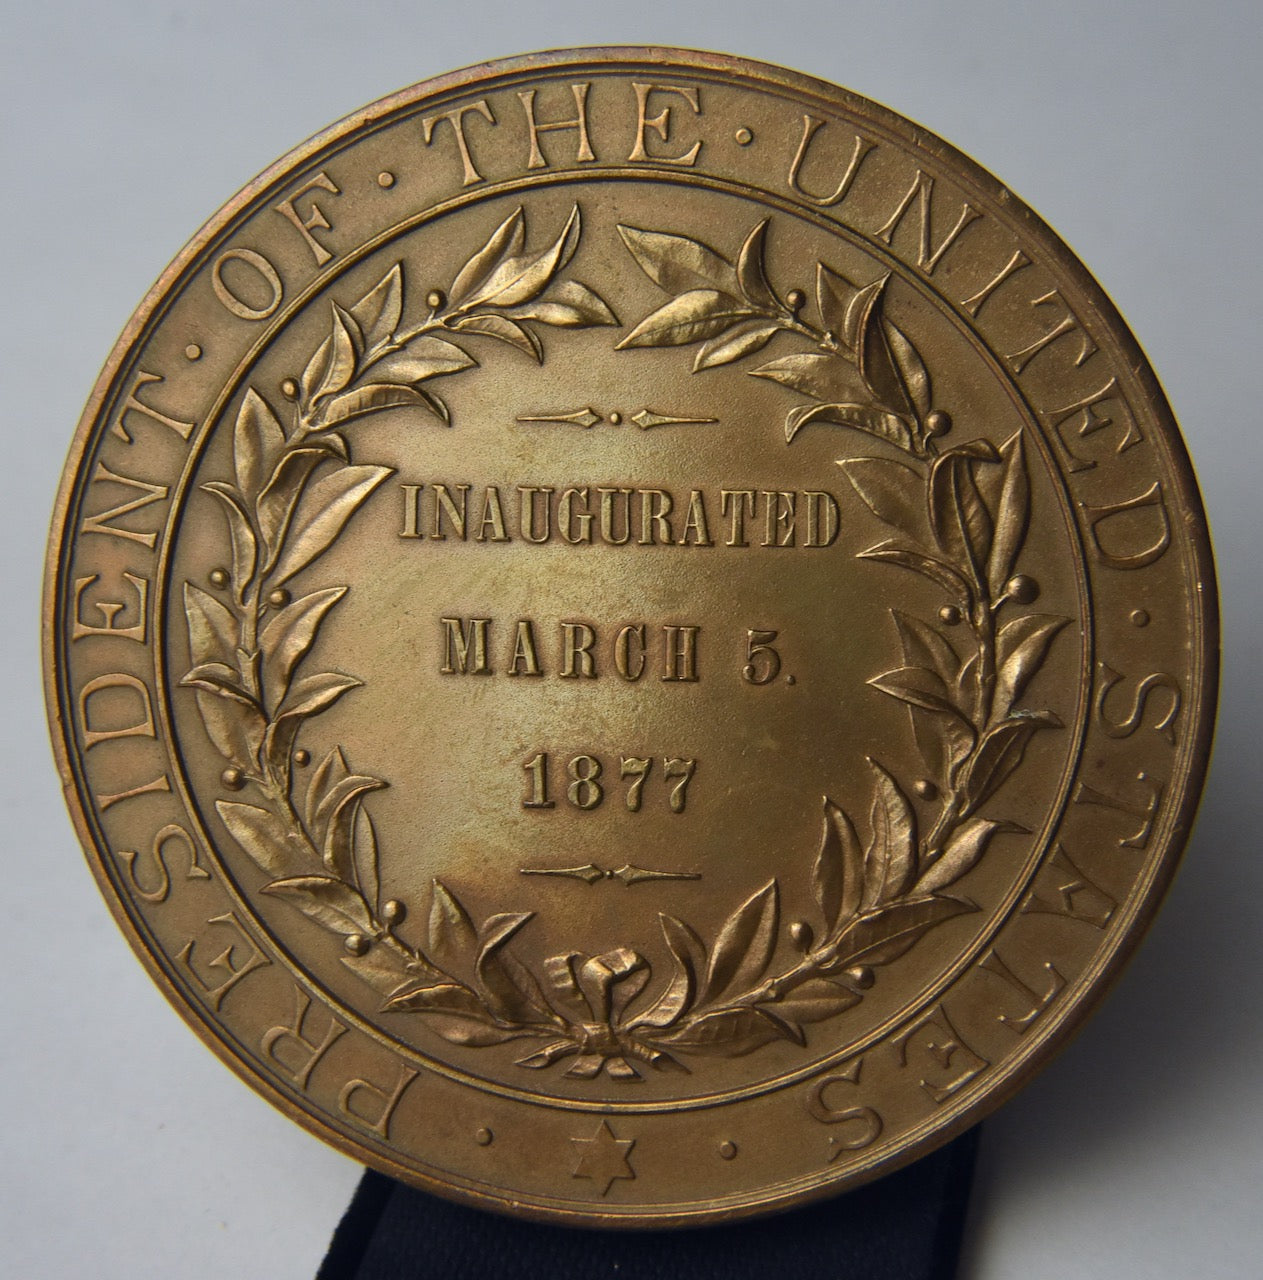 PRESIDENT · OF · THE · UNITED · STATES
INAUGURATED
MARCH 5.
1877